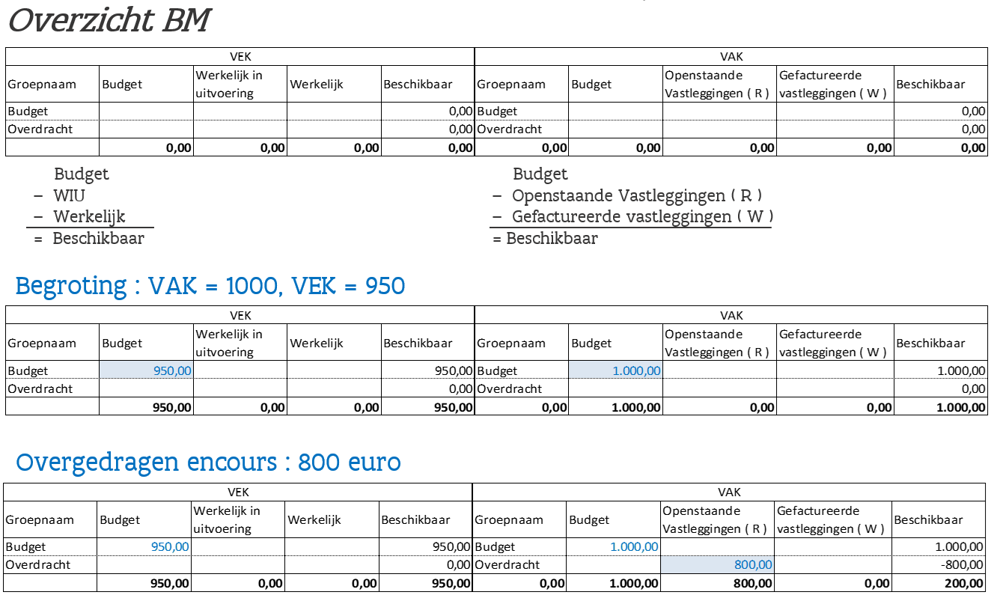 Overzicht BM
VEK VAK
Groepnaam Budget Werkelijk in uitvoering Werkelijk Beschikbaar Groepnaam Budget Openstaande Vastleggingen ( R ) Gefactureerde vastleggingen ( W ) Beschikbaar
Budget 0,00 Budget 0,00
Overdracht 0,00 Overdracht 0,00
0,00 0,00 0,00 0,00 0,00 0,00 0,00 0,00 0,00
Budget Budget
– WIU – Openstaande Vastleggingen ( R )
– Werkelijk – Gefactureerde vastleggingen ( W )
= Beschikbaar = Beschikbaar
Begroting : VAK = 1000, VEK = 950
VEK VAK
Groepnaam Budget Werkelijk in uitvoering Werkelijk Beschikbaar Groepnaam Budget Openstaande Vastleggingen ( R ) Gefactureerde vastleggingen ( W ) Beschikbaar
Budget 950,00 950,00 Budget 1.000,00 1.000,00
Overdracht 0,00 Overdracht 0,00
950,00 0,00 0,00 950,00 0,00 1.000,00 0,00 0,00 1.000,00
Overgedragen encours : 800 euro
VEK VAK
Groepnaam Budget Werkelijk in uitvoering Werkelijk Beschikbaar Groepnaam Budget Openstaande Vastleggingen ( R ) Gefactureerde vastleggingen ( W ) Beschikbaar
Budget 950,00 950,00 Budget 1.000,00 1.000,00
Overdracht 0,00 Overdracht 800,00 -800,00
950,00 0,00 0,00 950,00 0,00 1.000,00 800,00 0,00 200,00